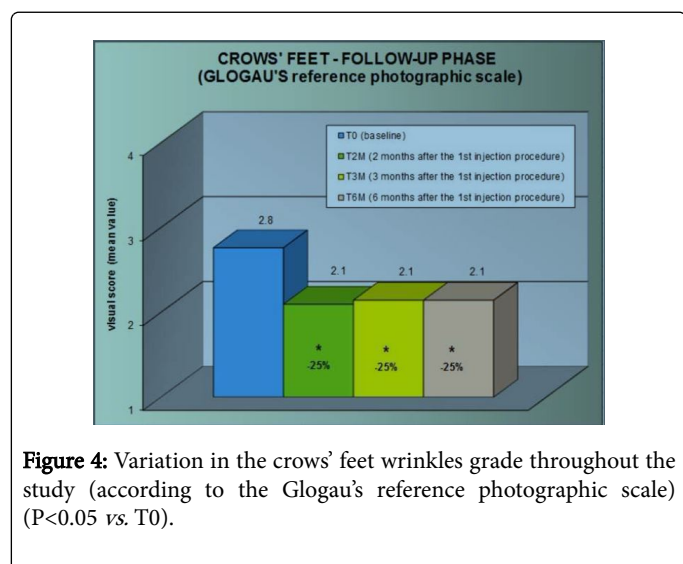 CROWS' FEET - FOLLOW-UP PHASE
(GLOGAU'S reference photographic scale)
T0 (baseline)
T2M (2 months after the 1st injection procedure)
T3M (3 months after the 1st injection procedure)
T6M (6 months after the 1st injection procedure)
visual score (mean value)
4
3
2
1
2.8
2.1
2.1
2.1
* * *
-25% -25% -25%
Figure 4: Variation in the crows’ feet wrinkles grade throughout the
study (according to the Glogau’s reference photographic scale)
(P<0.05 vs. T0).